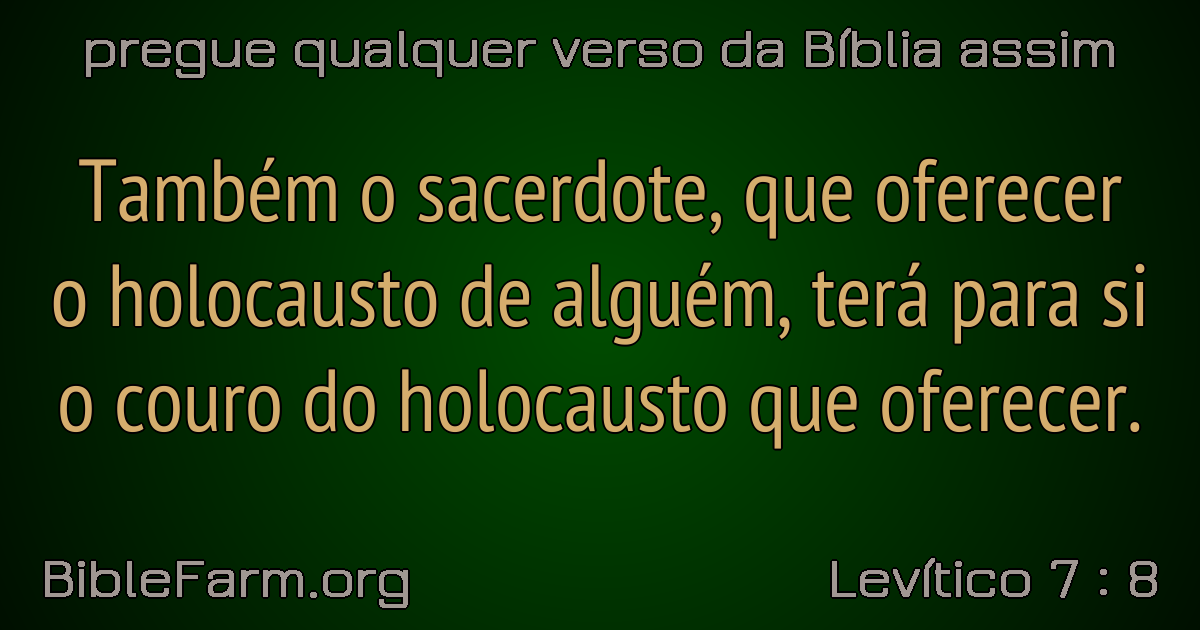 pregue qualquer verso da Bíblia assim
Também o sacerdote, que oferecer
o holocausto de alguém, terá para si
o couro do holocausto que oferecer.
BibleFarm.org
Levítico 7 : 8